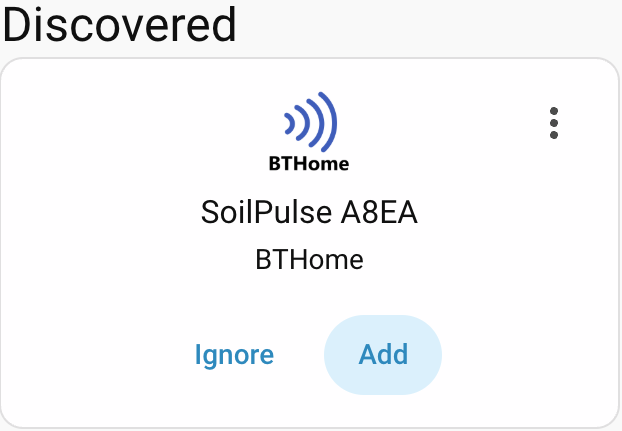 Discovered
BTHome
SoilPulse A8EA
BTHome
Ignore Add